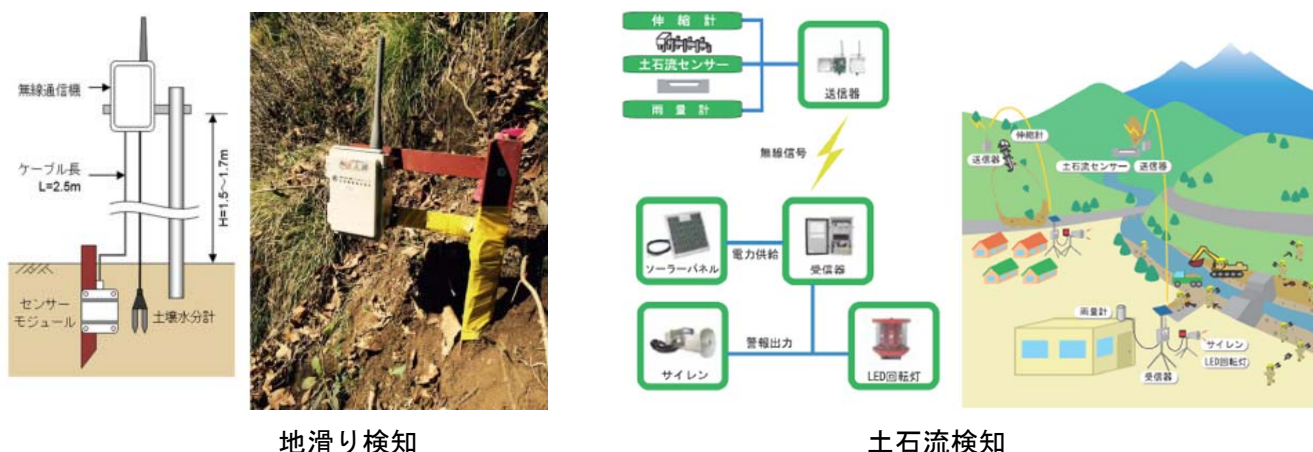 無線通信機
ケーブル長
L=2.5m
H=1.5~1.7m
センサー
モジュール
土壌水分計
地滑り検知
伸縮計
土石流センサー
雨量計
送信器
無線信号
ソーラーパネル
電力供給
受信器
サイレン
警報出力
LED回転灯
伸縮計
送信器
土石流センサー
送信器
雨量計
サイレン
LED回転灯
受信器
土石流検知